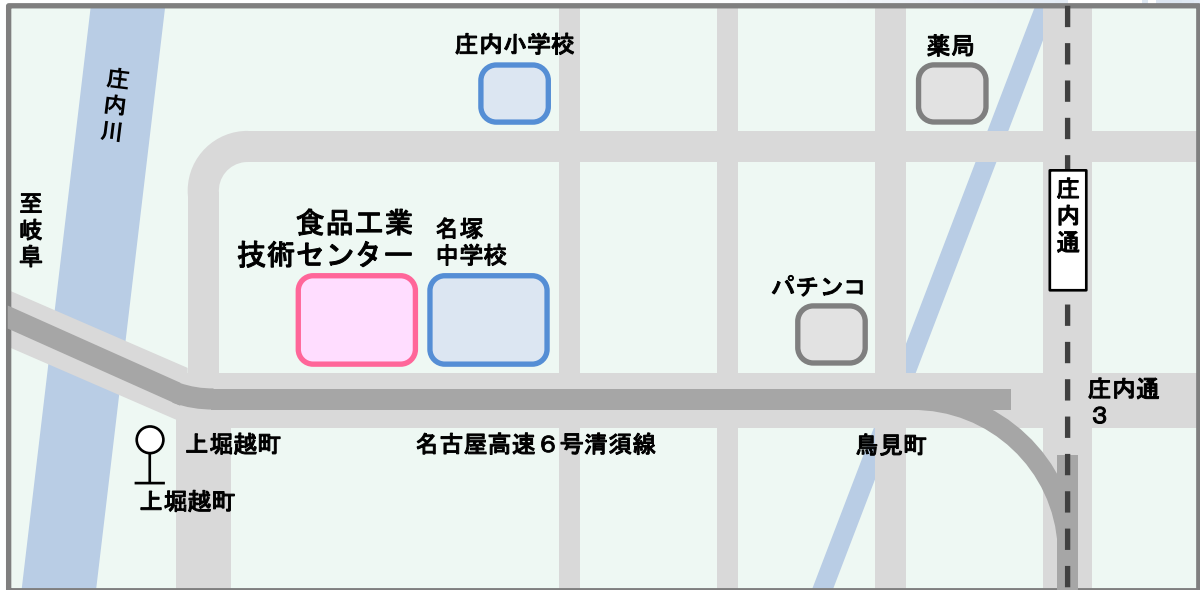 庄内小学校
薬局
庄内川
至岐阜
庄内通
食品工業
技術センター
名塚
中学校
パチンコ
庄内通
３
上堀越町
名古屋高速６号清須線
鳥見町
上堀越町